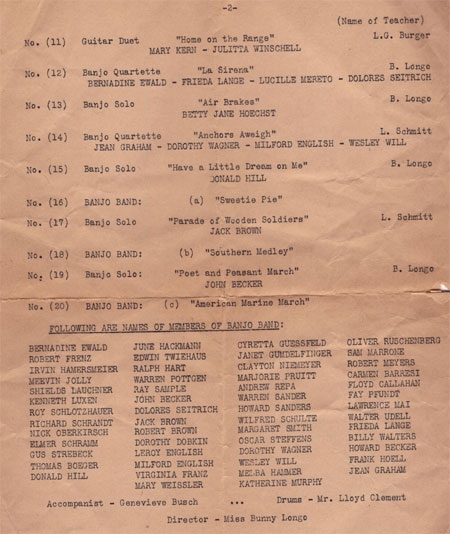 -2-
(Name of Teacher)
No. (11) Guitar Duet "Home on the Range" L.G. Burger
MARY KERN - JULITTA WINSCHELL
No. (12) Banjo Quartette "La Sirena" B. Longo
BERNADINE EWALD - FRIEDA LANGE - LUCILLE MERETO - DOLORES SEITRICH
No. (13) Banjo Solo "Air Brakes" B. Longo
BETTY JANE HOECHST
No. (14) Banjo Quartette "Anchors Aweigh" L. Schmitt
JEAN GRAHAM - DOROTHY WAGNER - MILFORD ENGLISH - WESLEY WILL
No. (15) Banjo Solo "Have a Little Dream on Me" B. Longo
DONALD HILL
No. (16) BANJO BAND: (a) "Sweetie Pie"
No. (17) Banjo Solo "Parade of Wooden Soldiers" L. Schmitt
JACK BROWN
No. (18) BANJO BAND: (b) "Southern Medley"
No. (19) Banjo Solo: "Poet and Peasant March" B. Longo
JOHN BECKER
No. (20) BANJO BAND: (c) "American Marine March"
FOLLOWING ARE NAMES OF MEMBERS OF BANJO BAND:
BERNADINE EWALD
ROBERT FRENZ
IRVIN HAMERSMEIER
MEEVIN JOLLY
SHIELDS LAUCHNER
KENNETH LUXEN
ROY SCHLOTZHAUER
RICHARD SCHRANDT
NICK OBERKIRSCH
ELMER SCHRAMM
GUS STREBECK
THOMAS BOEGER
DONALD HILL
JUNE HACKMANN
EDWIN TWIEHAUS
RALPH HART
WARREN POTTGEN
RAY SAMPLE
JOHN BECKER
DOLORES SEITRICH
JACK BROWN
ROBERT BROWN
DOROTHY DOBKIN
LEROY ENGLISH
MILFORD ENGLISH
VIRGINIA FRANZ
MARY WEISSLER
CYRETTA GUESSFELD
JANET GUMDELFINGER
CLAYTON NIEMEYER
MARJORIE PRUITT
ANDREW REPA
WARREN SANDER
HOWARD SANDERS
WILFRED SCHULTE
MARGARET SMITH
OSCAR STEFFENS
DOROTHY WAGNER
WESLEY WILL
MELBA HAMMER
KATHERINE MURPHY
OLIVER RUSCHENBERG
SAM MARRONE
ROBERT MEYERS
CARMEN BARRESI
FLOYD CALLAHAN
FAY PFUNDT
LAWRENCE MAI
WALTER UDELL
FRIEDA LANGE
BILLY WALTERS
HOWARD BECKER
FRANK HOELL
JEAN GRAHAM
Accompanist - Genevieve Busch ... Drums - Mr. Lloyd Clement
Director - Miss Bunny Longo